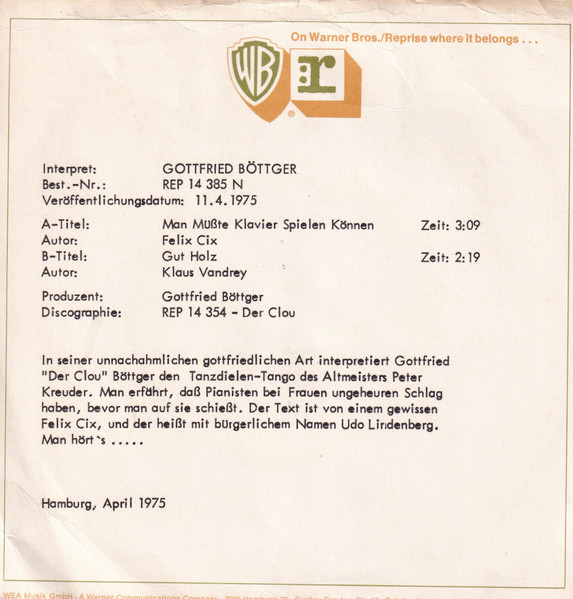 On Warner Bros./Reprise where it belongs ...
WB
:r
®
Interpret: GOTTFRIED BÖTTGER
Best.-Nr.: REP 14 385 N
Veröffentlichungsdatum: 11.4.1975
A-Titel: Man Müßte Klavier Spielen Können Zeit: 3:09
Autor: Felix Cix
B-Titel: Gut Holz Zeit: 2:19
Autor: Klaus Vandrey
Produzent: Gottfried Böttger
Discographie: REP 14 354 - Der Clou
In seiner unnachahmlichen gottfriedlichen Art interpretiert Gottfried
"Der Clou" Böttger den Tanzdielen-Tango des Altmeisters Peter
Kreuder. Man erfährt, daß Pianisten bei Frauen ungeheuren Schlag
haben, bevor man auf sie schießt. Der Text ist von einem gewissen
Felix Cix, und der heißt mit bürgerlichem Namen Udo Lindenberg.
Man hört`s .....
Hamburg, April 1975
WEA Musik GmbH - A Warner Communications Company